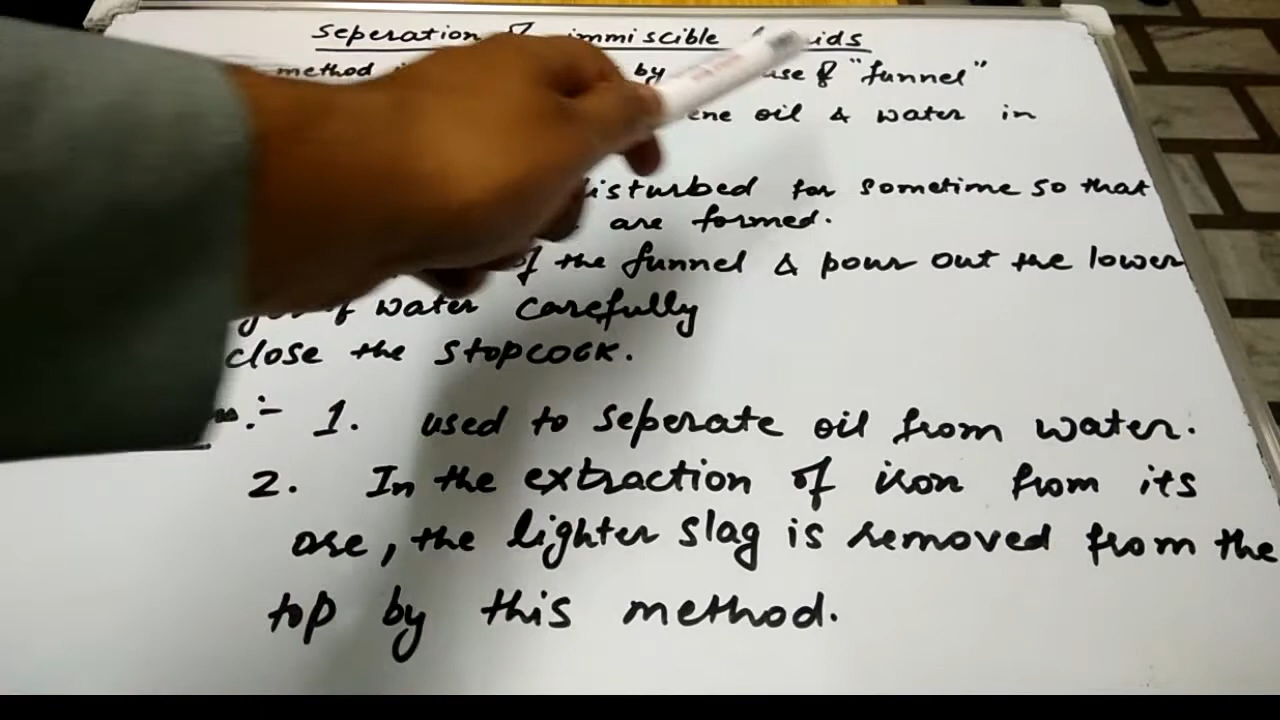 Seperation immiscible
method by use of "funnel"
oil & water in
disturbed for sometime so that
are formed.
of the funnel & pour out the lower
of water carefully
close the stopcock.
:- 1. used to seperate oil from water.
2. In the extraction of iron from its
ore, the lighter slag is removed from the
top by this method.